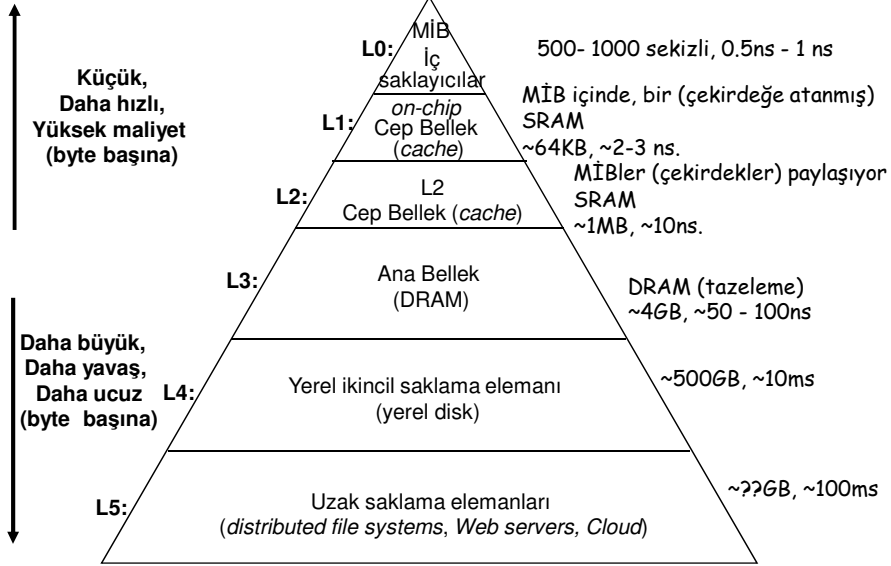 MİB
L0:
İç
saklayıcılar
500- 1000 sekizli, 0.5ns - 1 ns
Küçük,
Daha hızlı,
Yüksek maliyet
(byte başına)
L1:
on-chip
Cep Bellek
(cache)
MİB içinde, bir (çekirdeğe atanmış)
SRAM
~64KB, ~2-3 ns.
L2:
L2
Cep Bellek (cache)
MİBler (çekirdekler) paylaşıyor
SRAM
~1MB, ~10ns.
L3:
Ana Bellek
(DRAM)
DRAM (tazeleme)
~4GB, ~50 - 100ns
Daha büyük,
Daha yavaş,
Daha ucuz
(byte başına)
L4:
Yerel ikincil saklama elemanı
(yerel disk)
~500GB, ~10ms
L5:
Uzak saklama elemanları
(distributed file systems, Web servers, Cloud)
~??GB, ~100ms